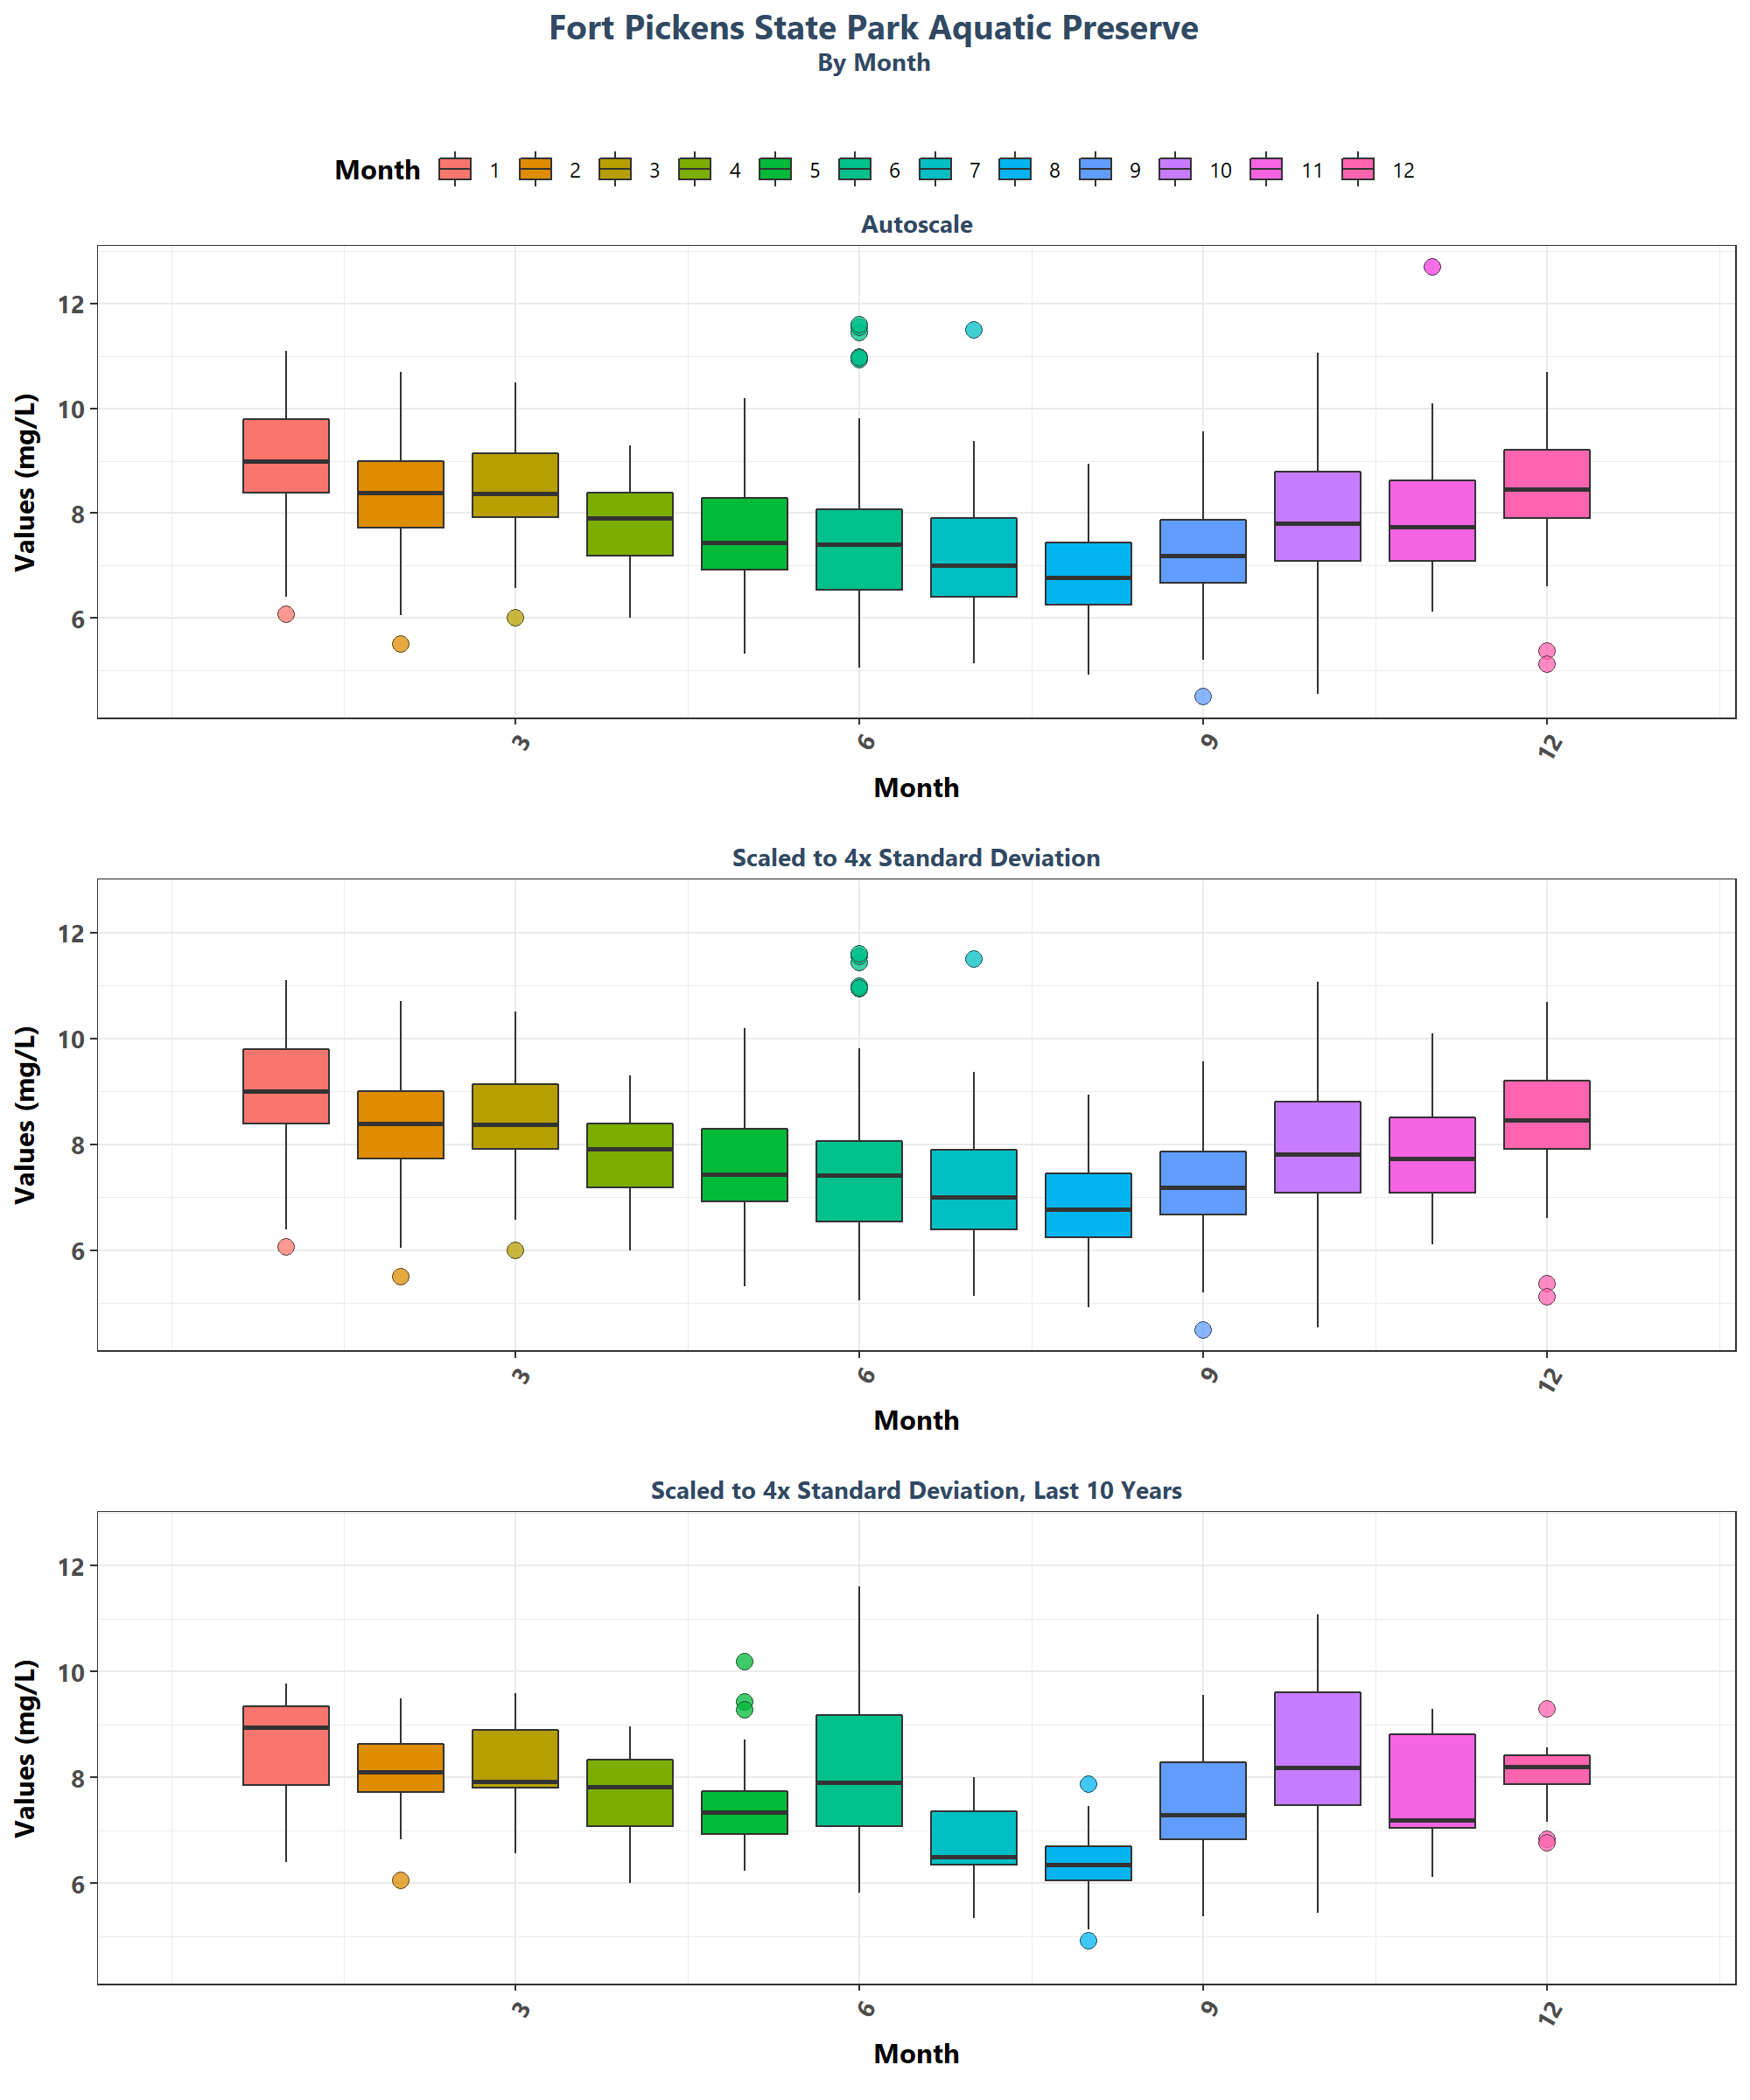 Fort Pickens State Park Aquatic Preserve
By Month
Month 1 2 3 4 5 6 7 8 9 10 11 12
Autoscale
Values (mg/L)
12
10
8
6
3 6 9 12
Month
Scaled to 4x Standard Deviation
Values (mg/L)
12
10
8
6
3 6 9 12
Month
Scaled to 4x Standard Deviation, Last 10 Years
Values (mg/L)
12
10
8
6
3 6 9 12
Month